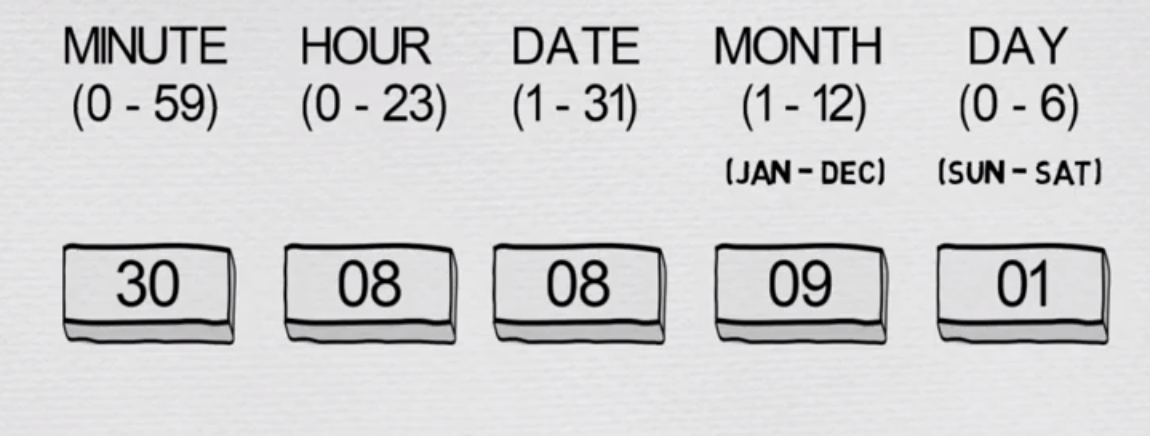 MINUTE HOUR DATE MONTH DAY
(0 - 59) (0 - 23) (1 - 31) (1 - 12) (0 - 6)
(JAN - DEC) (SUN - SAT)
30 08 08 09 01